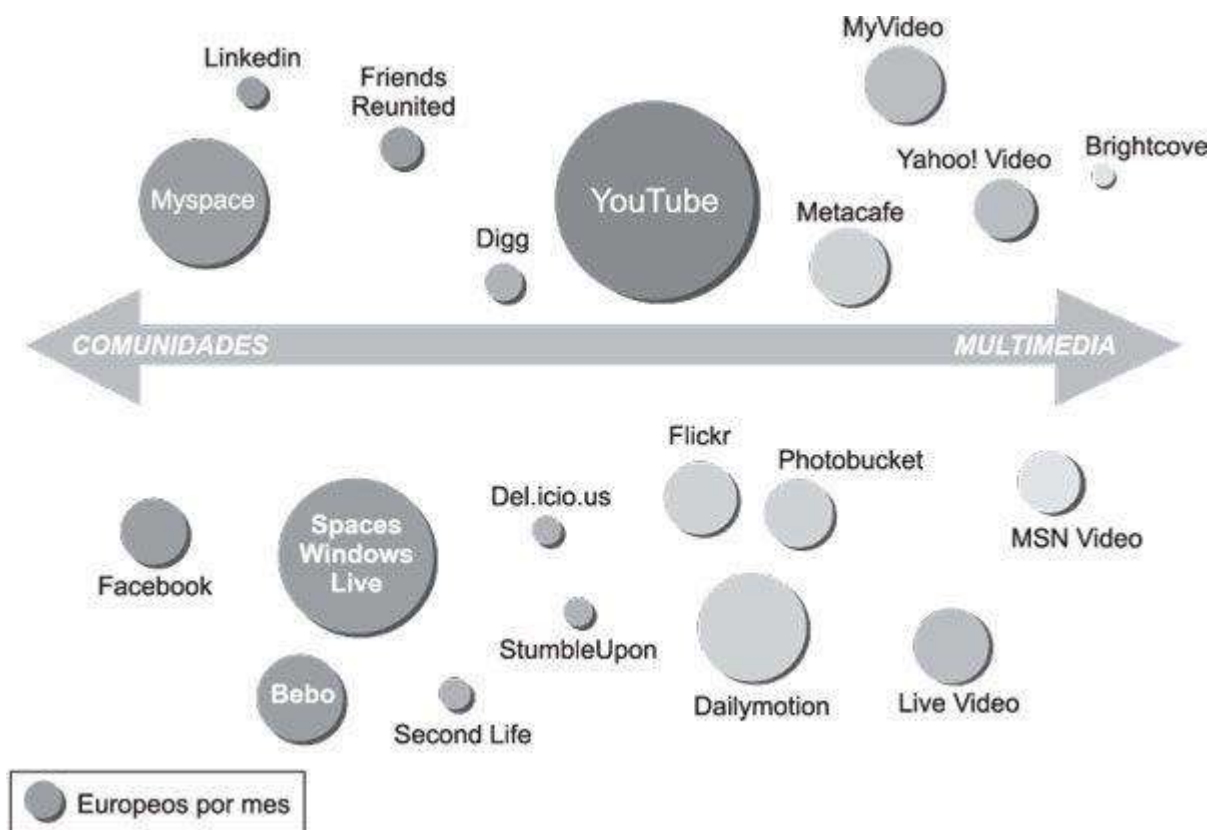 MyVideo
Linkedin
Friends
Reunited
Brightcove
Yahoo! Video
Myspace
YouTube
Metacafe
Digg
COMUNIDADES
MULTIMEDIA
Flickr
Photobucket
Del.icio.us
Spaces
Windows
Live
MSN Video
Facebook
StumbleUpon
Bebo
Dailymotion
Live Video
Second Life
Europeos por mes